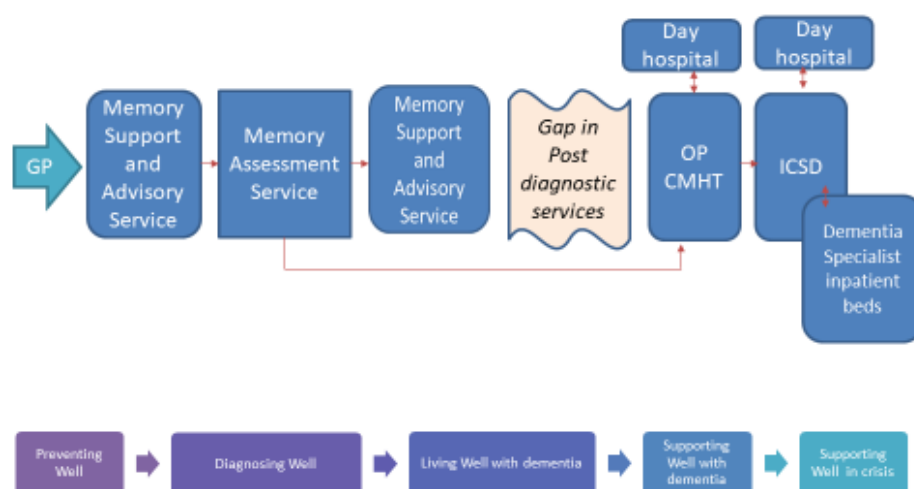 Day
hospital
Day
hospital
GP
Memory
Support
and
Advisory
Service
Memory
Assessment
Service
Memory
Support
and
Advisory
Service
Gap in
Post
diagnostic
services
OP
CMHT
ICSD
Dementia
Specialist
inpatient
beds
Preventing
Well
Diagnosing Well
Living Well with dementia
Supporting
Well with
dementia
Supporting
Well in crisis